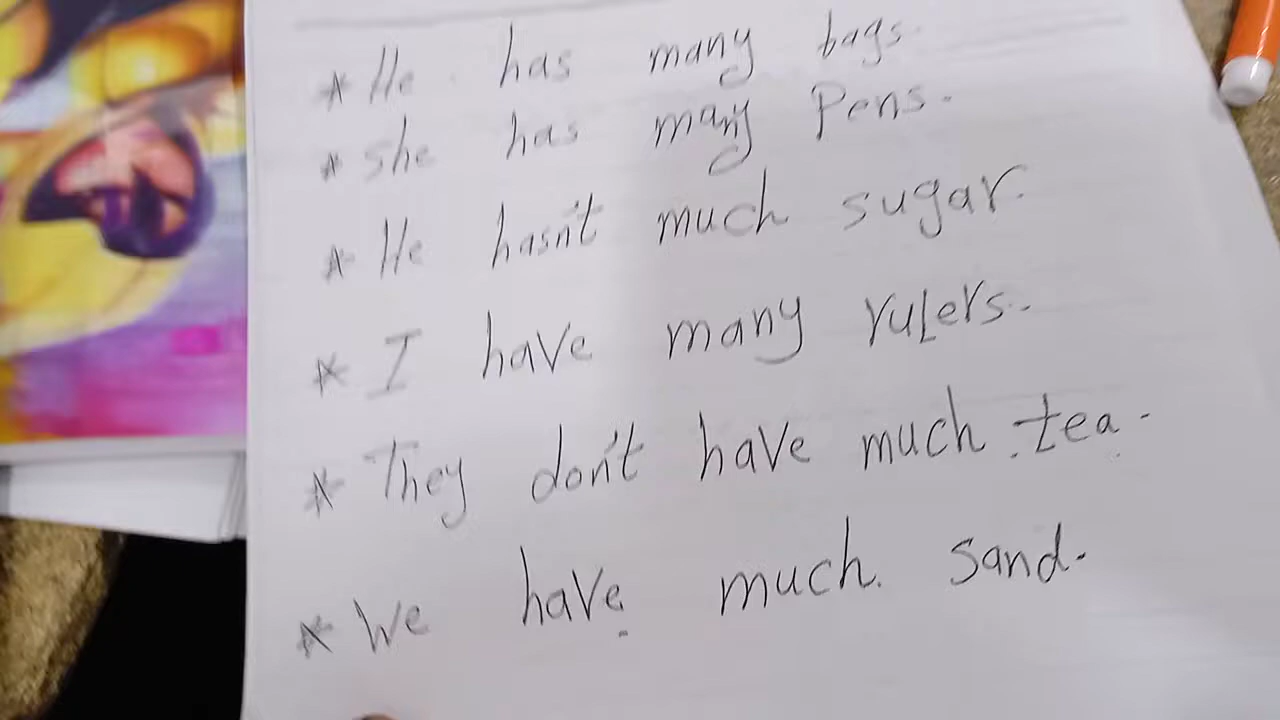 * He has many bags.
* She has many Pens.
* He hasn't much sugar.
* I have many rulers.
* They don't have much tea.
* We have much sand.